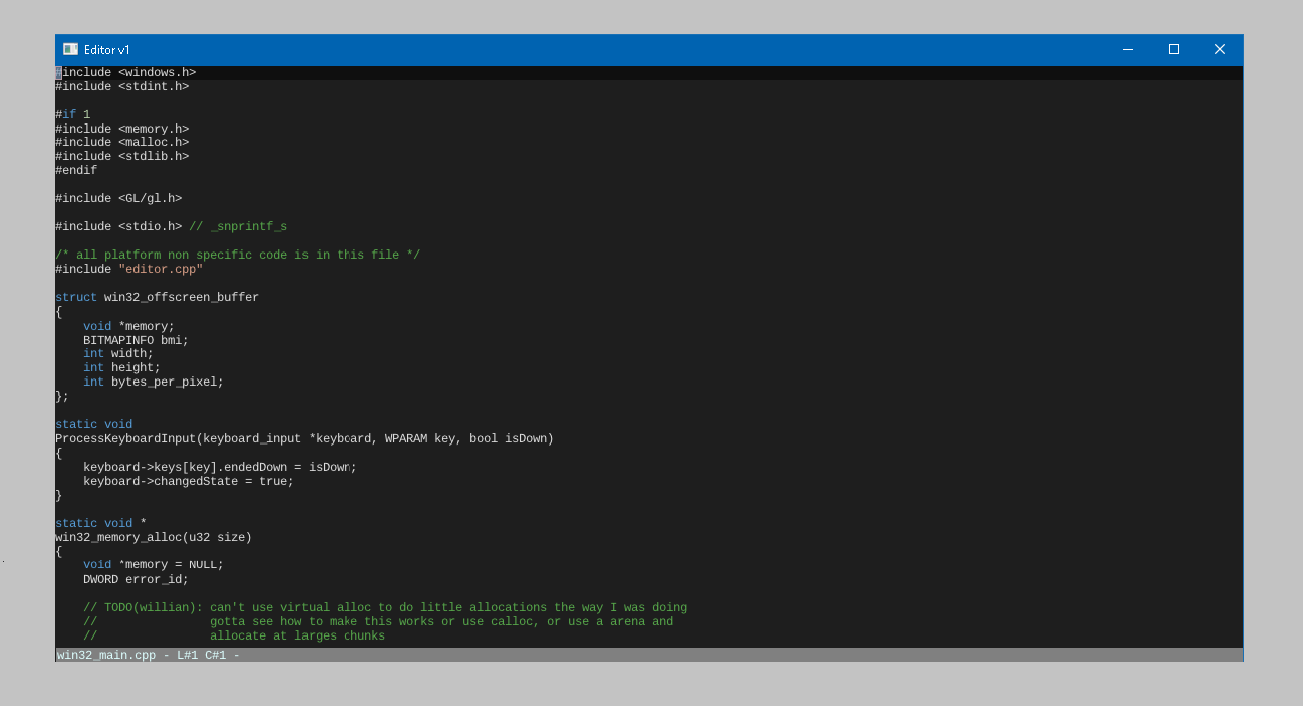 Editor v1
#include <windows.h>
#include <stdint.h>
#if 1
#include <memory.h>
#include <malloc.h>
#include <stdlib.h>
#endif
#include <GL/gl.h>
#include <stdio.h> // _snprintf_s
/* all platform non specific code is in this file */
#include "editor.cpp"
struct win32_offscreen_buffer
{
    void *memory;
    BITMAPINFO bmi;
    int width;
    int height;
    int bytes_per_pixel;
};
static void
ProcessKeyboardInput(keyboard_input *keyboard, WPARAM key, bool isDown)
{
    keyboard->keys[key].endedDown = isDown;
    keyboard->changedState = true;
}
static void *
win32_memory_alloc(u32 size)
{
    void *memory = NULL;
    DWORD error_id;
    // TODO(willian): can't use virtual alloc to do little allocations the way I was doing
    //                gotta see how to make this works or use calloc, or use a arena and
    //                allocate at larges chunks
win32_main.cpp - L#1 C#1 -